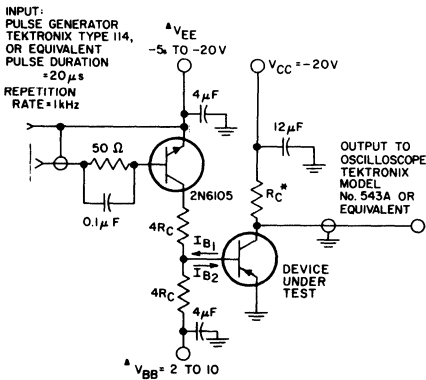 INPUT:
PULSE GENERATOR
TEKTRONIX TYPE 114,
OR EQUIVALENT
PULSE DURATION
=20μs
REPETITION
RATE=1kHz
▲VEE
-5. TO -20V
4μF
VCC=-20V
12μF
OUTPUT TO
OSCILLOSCOPE
TEKTRONIX
MODEL
No. 543A OR
EQUIVALENT
50 Ω
0.1μF
2N6105
RC*
4RC
IB1
IB2
DEVICE
UNDER
TEST
4RC
4μF
▲VBB= 2 TO 10